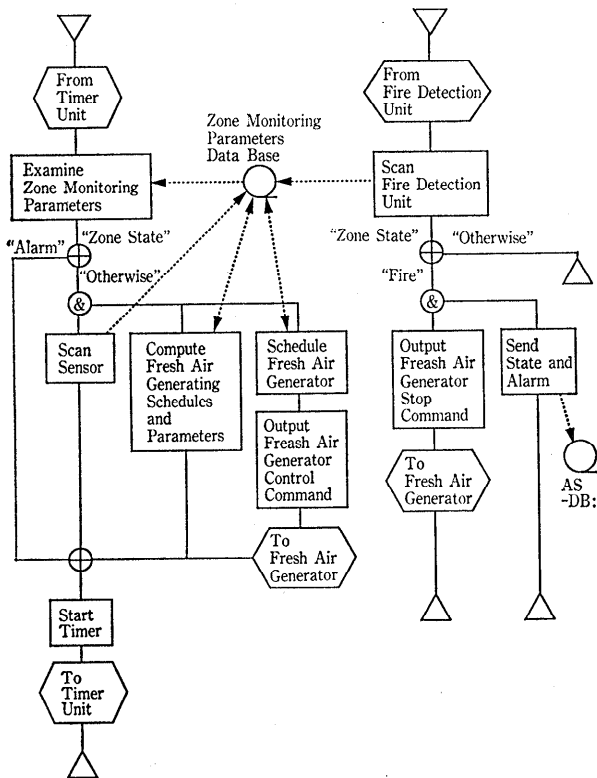 From
Timer
Unit
From
Fire Detection
Unit
Zone Monitoring
Parameters
Data Base
Examine
Zone Monitoring
Parameters
Scan
Fire Detection
Unit
"Alarm"
"Zone State"
"Otherwise"
"Zone State"
"Otherwise"
"Fire"
&
&
Scan
Sensor
Compute
Fresh Air
Generating
Schedules
and
Parameters
Schedule
Fresh Air
Generator
Output
Freash Air
Generator
Control
Command
To
Fresh Air
Generator
Output
Freash Air
Generator
Stop
Command
Send
State and
Alarm
To
Fresh Air
Generator
AS
-DB:
Start
Timer
To
Timer
Unit